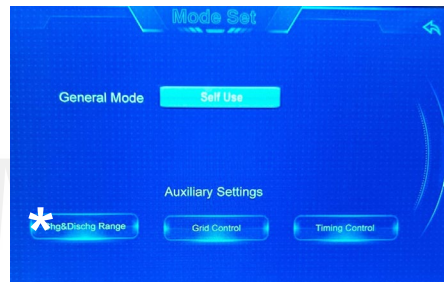 Mode Set
General Mode
Self Use
Auxiliary Settings
*
hg&Dischg Range
Grid Control
Timing Control